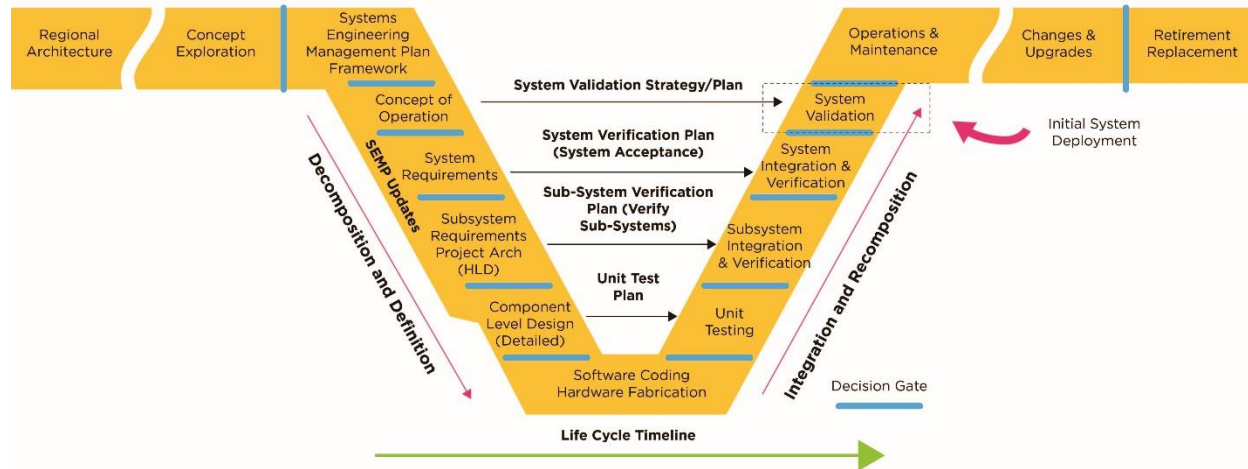 Regional
Architecture
Concept
Exploration
Systems
Engineering
Management Plan
Framework
Concept of
Operation
System
Requirements
Subsystem
Requirements
Project Arch
(HLD)
Component
Level Design
(Detailed)
SEMP Updates
Decomposition and Definition
System Validation Strategy/Plan
System Verification Plan
(System Acceptance)
Sub-System Verification
Plan (Verify
Sub-Systems)
Unit Test
Plan
Software Coding
Hardware Fabrication
Operations &
Maintenance
System
Validation
System
Integration &
Verification
Subsystem
Integration
& Verification
Unit
Testing
Integration and Recomposition
Changes &
Upgrades
Retirement
Replacement
Initial System
Deployment
Decision Gate
Life Cycle Timeline